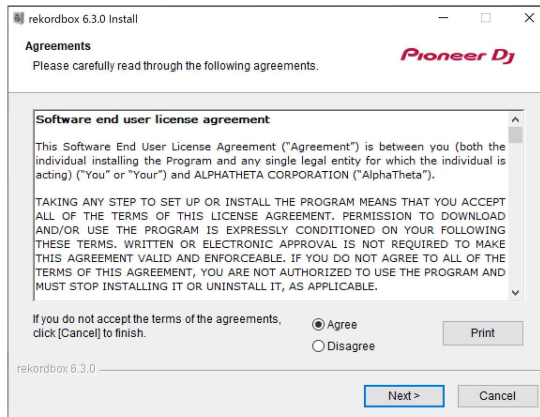 rekordbox 6.3.0 Install
Agreements
Please carefully read through the following agreements.
Pioneer Dj
Software end user license agreement
This Software End User License Agreement (“Agreement”) is between you (both the
individual installing the Program and any single legal entity for which the individual is
acting) (“You” or “Your”) and ALPHATHETA CORPORATION (“AlphaTheta”).
TAKING ANY STEP TO SET UP OR INSTALL THE PROGRAM MEANS THAT YOU ACCEPT
ALL OF THE TERMS OF THIS LICENSE AGREEMENT. PERMISSION TO DOWNLOAD
AND/OR USE THE PROGRAM IS EXPRESSLY CONDITIONED ON YOUR FOLLOWING
THESE TERMS. WRITTEN OR ELECTRONIC APPROVAL IS NOT REQUIRED TO MAKE
THIS AGREEMENT VALID AND ENFORCEABLE. IF YOU DO NOT AGREE TO ALL OF THE
TERMS OF THIS AGREEMENT, YOU ARE NOT AUTHORIZED TO USE THE PROGRAM AND
MUST STOP INSTALLING IT OR UNINSTALL IT, AS APPLICABLE.
If you do not accept the terms of the agreements,
click [Cancel] to finish.
Agree
Disagree
Print
rekordbox 6.3.0
Next >
Cancel